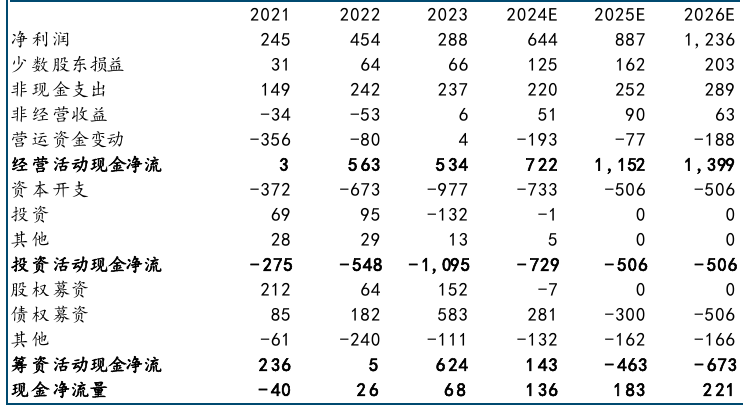 2021 2022 2023 2024E 2025E 2026E
净利润 245 454 288 644 887 1,236
少数股东损益 31 64 66 125 162 203
非现金支出 149 242 237 220 252 289
非经营收益 -34 -53 6 51 90 63
营运资金变动 -356 -80 4 -193 -77 -188
经营活动现金净流 3 563 534 722 1,152 1,399
资本开支 -372 -673 -977 -733 -506 -506
投资 69 95 -132 -1 0 0
其他 28 29 13 5 0 0
投资活动现金净流 -275 -548 -1,095 -729 -506 -506
股权募资 212 64 152 -7 0 0
债权募资 85 182 583 281 -300 -506
其他 -61 -240 -111 -132 -162 -166
筹资活动现金净流 236 5 624 143 -463 -673
现金净流量 -40 26 68 136 183 221